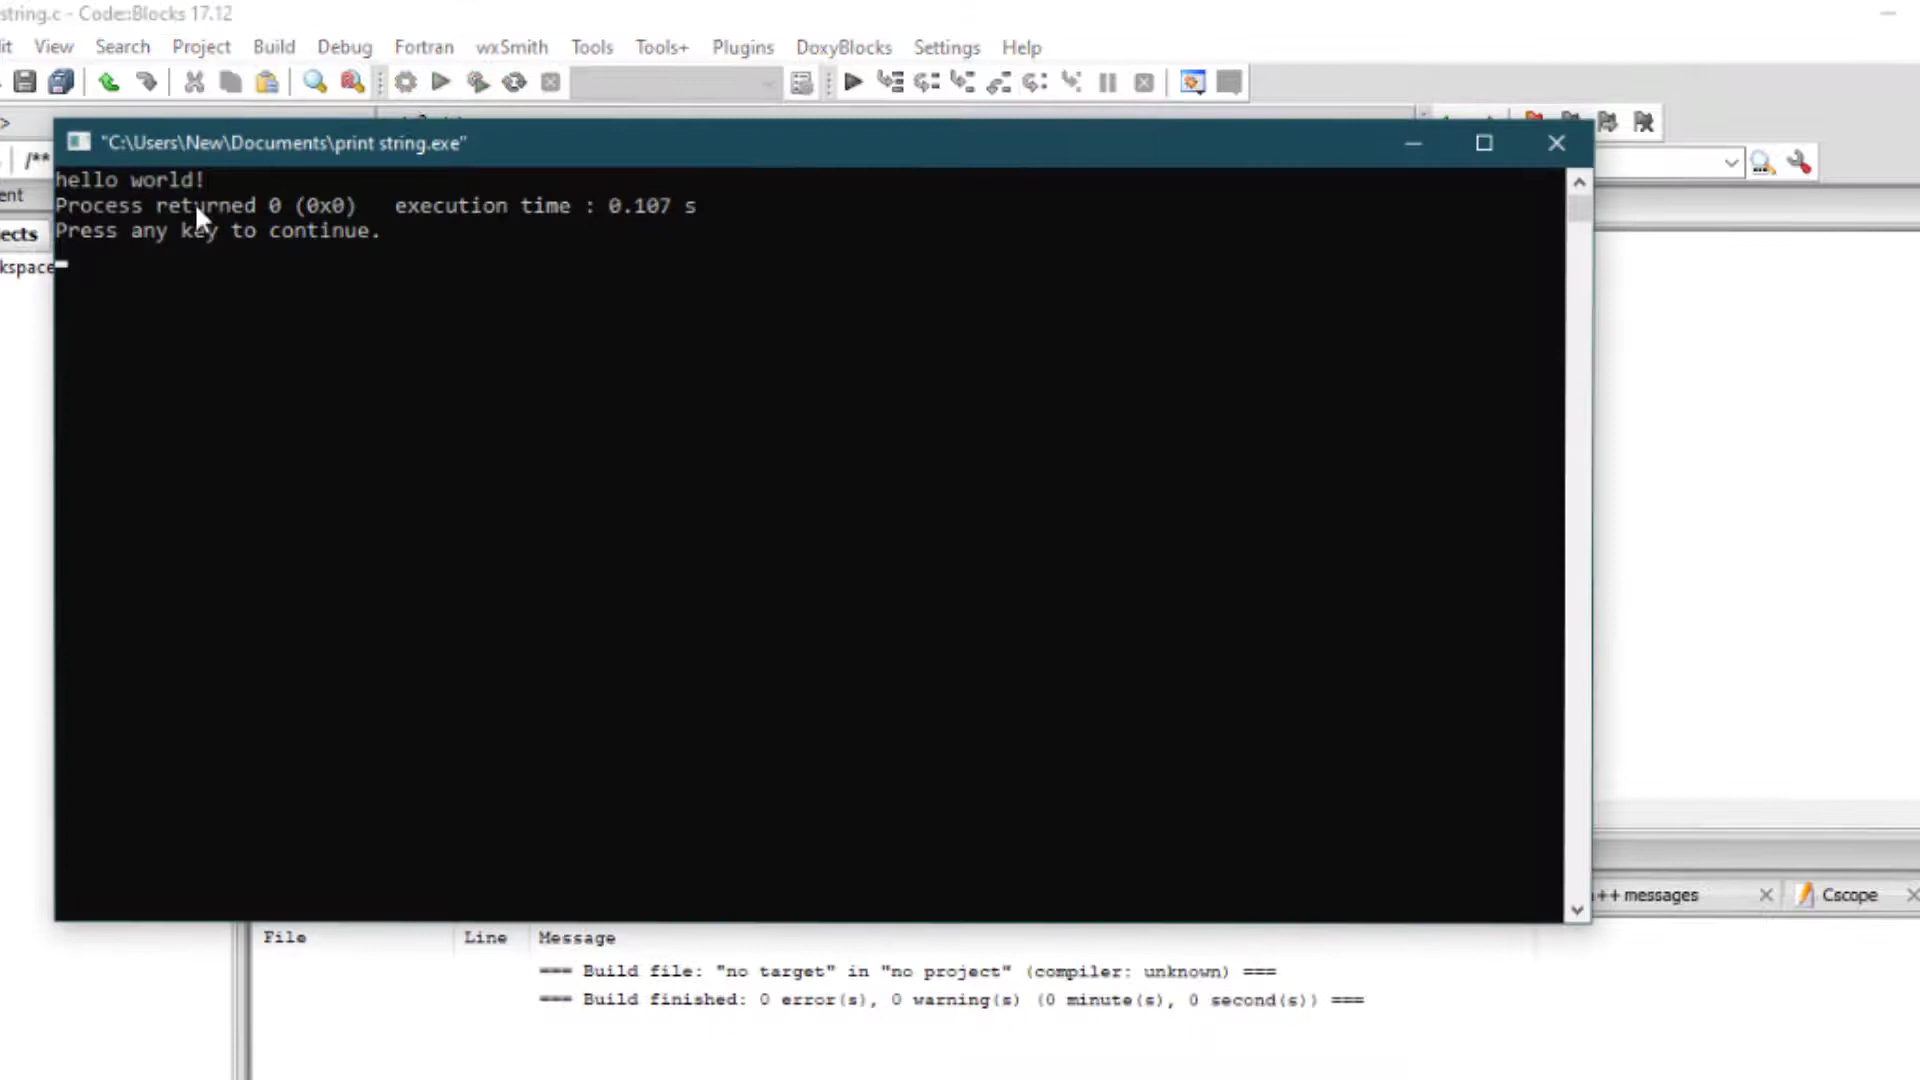 string.c - Code::Blocks 17.12
it View Search Project Build Debug Fortran wxSmith Tools Tools+ Plugins DoxyBlocks Settings Help
>
"C:\Users\New\Documents\print string.exe"
/**
hello world!
ent
Process returned 0 (0x0) execution time : 0.107 s
ects
Press any key to continue.
kspace
++ messages
Cscope
File Line Message
=== Build file: "no target" in "no project" (compiler: unknown) ===
=== Build finished: 0 error(s), 0 warning(s) (0 minute(s), 0 second(s)) ===